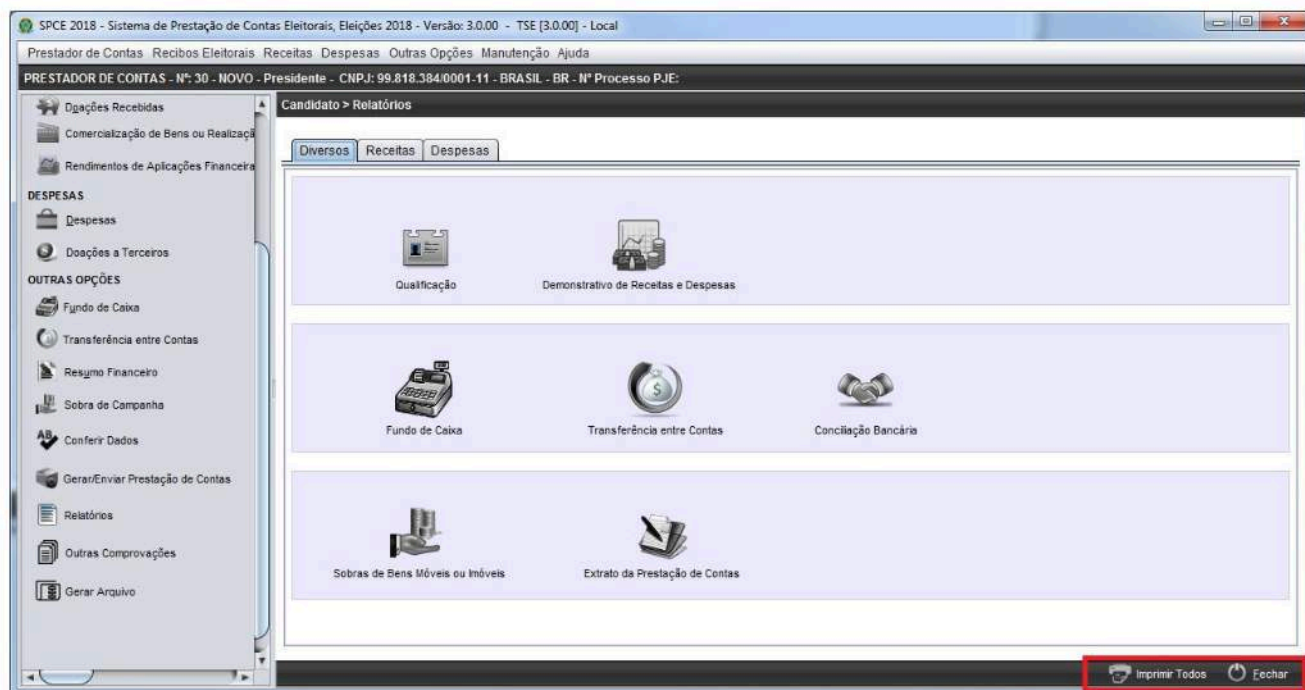 SPCE 2018 - Sistema de Prestação de Contas Eleitorais, Eleições 2018 - Versão: 3.0.00 - TSE [3.0.00] - Local
Prestador de Contas Recibos Eleitorais Receitas Despesas Outras Opções Manutenção Ajuda
PRESTADOR DE CONTAS - Nº: 30 - NOVO - Presidente - CNPJ: 99.818.384/0001-11 - BRASIL - BR - Nº Processo PJE:
Doações Recebidas
Comercialização de Bens ou Realizaçã
Rendimentos de Aplicações Financeira
DESPESAS
Despesas
Doações a Terceiros
OUTRAS OPÇÕES
Fundo de Caixa
Transferência entre Contas
Resumo Financeiro
Sobra de Campanha
Conferir Dados
Gerar/Enviar Prestação de Contas
Relatórios
Outras Comprovações
Gerar Arquivo
Candidato > Relatórios
Diversos Receitas Despesas
Qualificação Demonstrativo de Receitas e Despesas
Fundo de Caixa Transferência entre Contas Conciliação Bancária
Sobras de Bens Móveis ou Imóveis Extrato da Prestação de Contas
Imprimir Todos Fechar